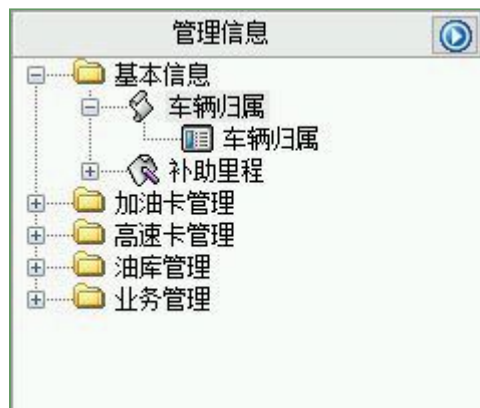 管理信息
基本信息
车辆归属
车辆归属
补助里程
加油卡管理
高速卡管理
油库管理
业务管理